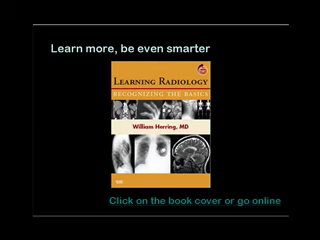 Learn more, be even smarter
LEARNING RADIOLOGY
RECOGNIZING THE BASICS
William Herring, MD
Click on the book cover or go online